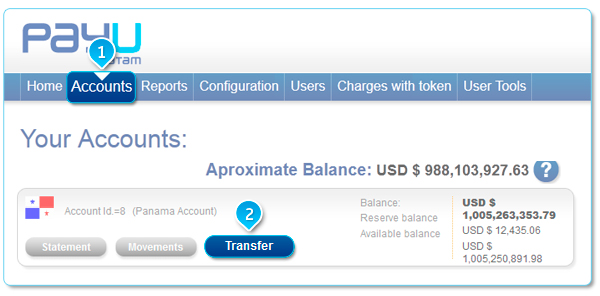 PayU
1
Home Accounts Reports Configuration Users Charges with token User Tools
Your Accounts:
Aproximate Balance: USD $ 988,103,927.63 ?
Account Id.=8 (Panama Account)
2
Statement Movements Transfer
Balance: USD $
1,005,263,353.79
Reserve balance USD $ 12,435.06
Available balance USD $
1,005,250,891.98